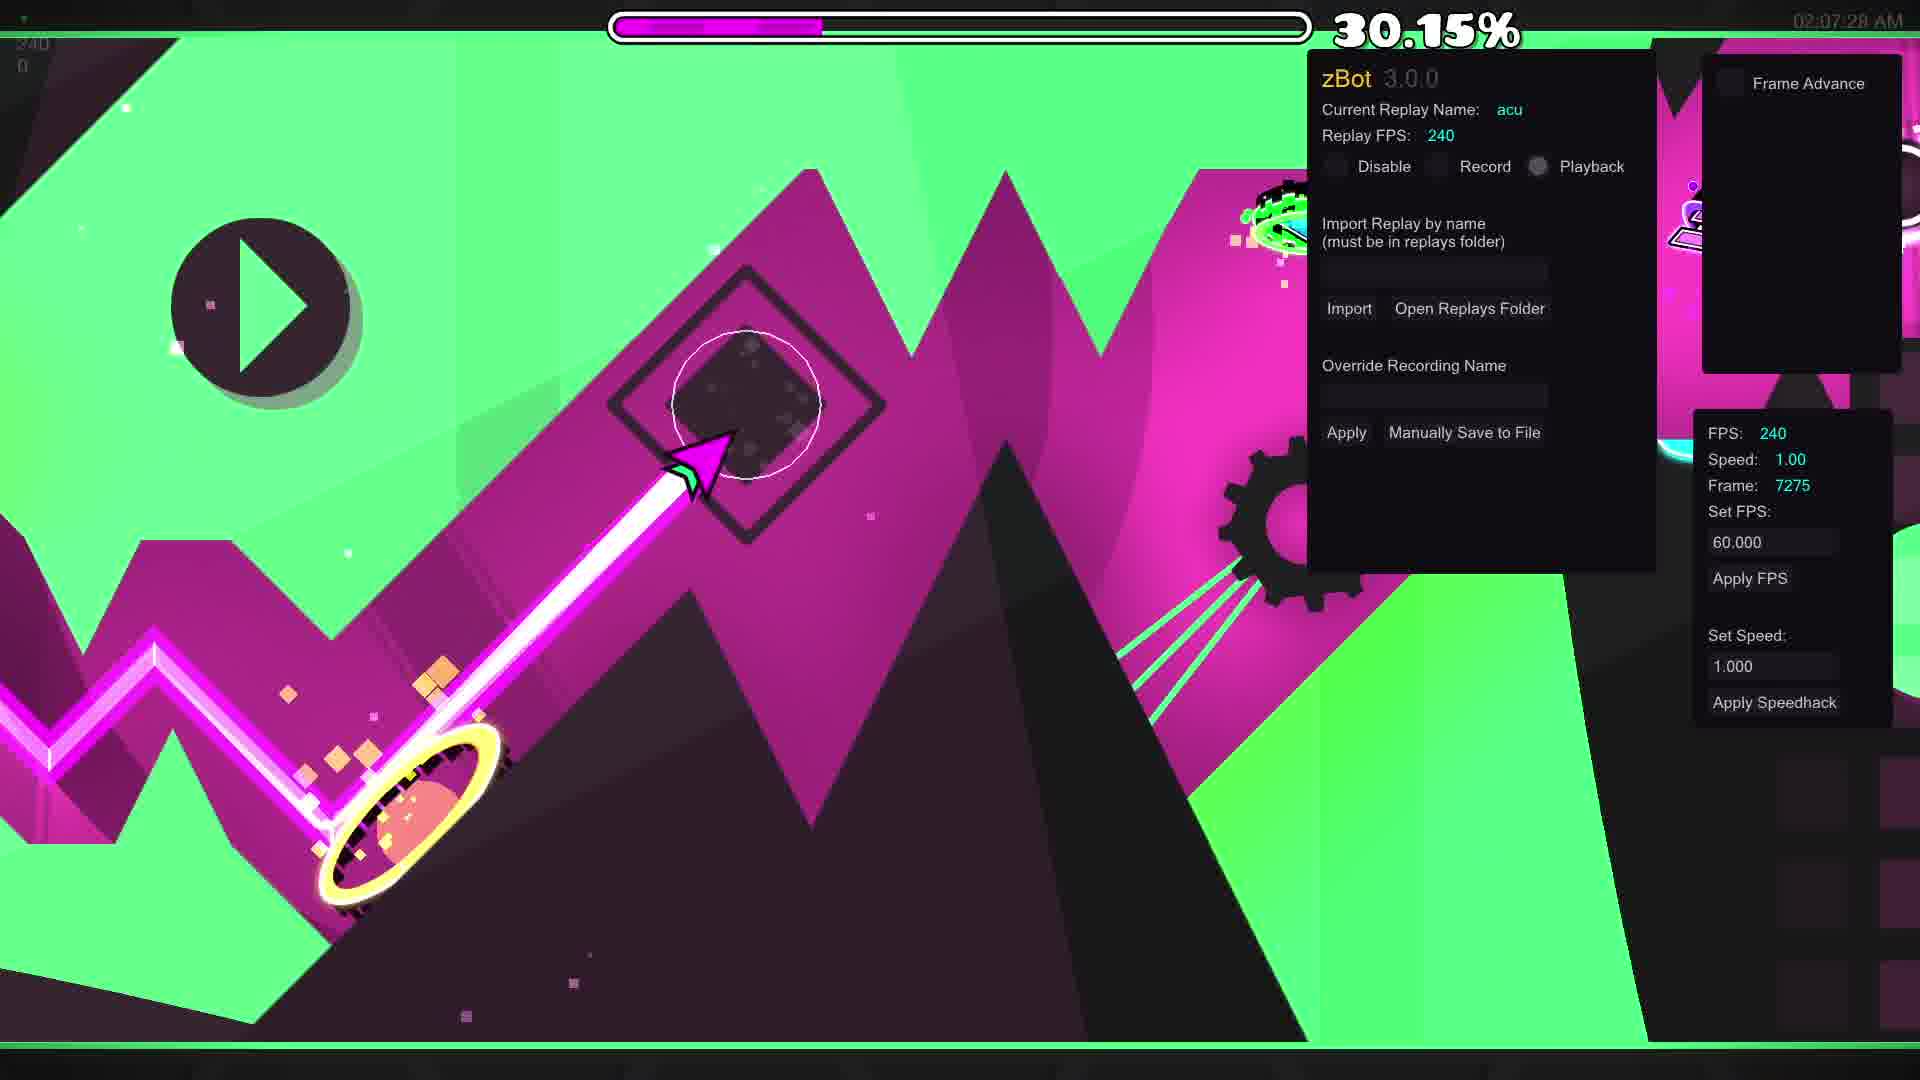 30.15%
02:07:28 AM
240
0
zBot 3.0.0
Current Replay Name: acu
Replay FPS: 240
Disable Record Playback
Import Replay by name
(must be in replays folder)
Import Open Replays Folder
Override Recording Name
Apply Manually Save to File
Frame Advance
FPS: 240
Speed: 1.00
Frame: 7275
Set FPS:
60.000
Apply FPS
Set Speed:
1.000
Apply Speedhack